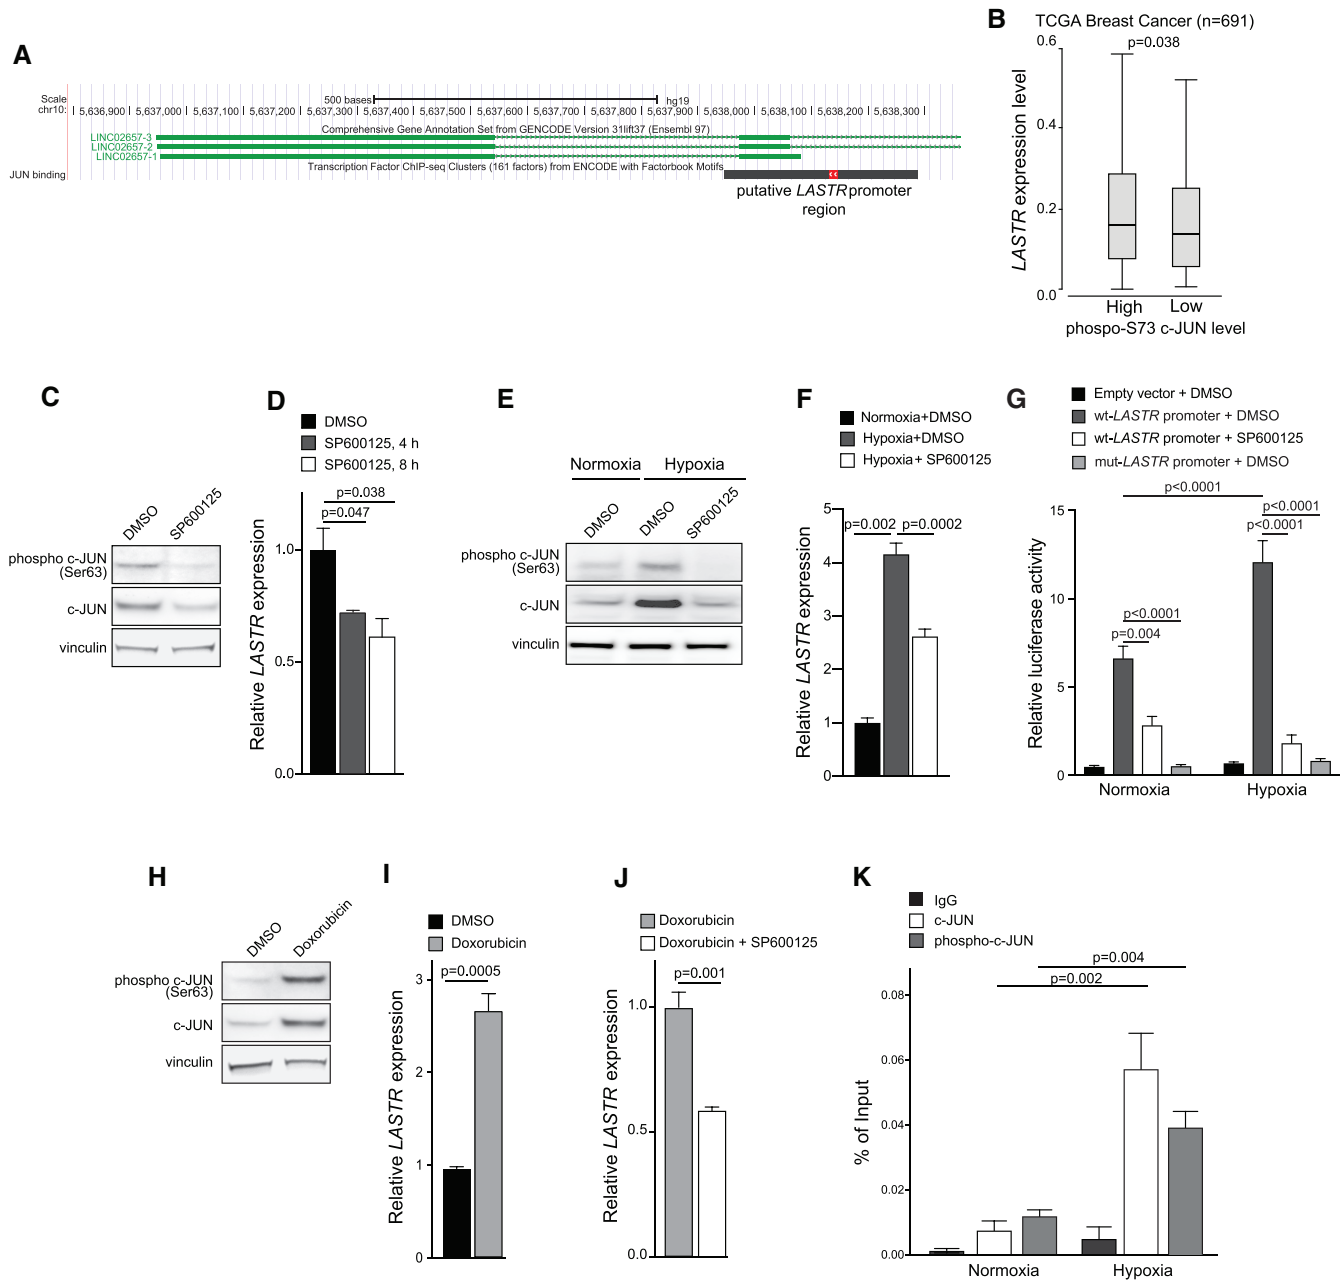 A
Scale
chr10:
500 bases
hg19
5,636,900
5,637,000
5,637,100
5,637,200
5,637,300
5,637,400
5,637,500
5,637,600
5,637,700
5,637,800
5,637,900
5,638,000
5,638,100
5,638,200
5,638,300
Comprehensive Gene Annotation Set from GENCODE Version 31lift37 (Ensembl 97)
LINC02657-3
LINC02657-2
LINC02657-1
Transcription Factor ChIP-seq Clusters (161 factors) from ENCODE with Factorbook Motifs
JUN binding
putative LASTR promoter
region
B
TCGA Breast Cancer (n=691)
p=0.038
LASTR expression level
0.6
0.4
0.2
0.0
High
Low
phospo-S73 c-JUN level
C
DMSO
SP600125
phospho c-JUN
(Ser63)
c-JUN
vinculin
D
DMSO
SP600125, 4 h
SP600125, 8 h
p=0.038
p=0.047
Relative LASTR expression
1.0
0.5
0.0
E
Normoxia
Hypoxia
DMSO
DMSO
SP600125
phospho c-JUN
(Ser63)
c-JUN
vinculin
F
Normoxia+DMSO
Hypoxia+DMSO
Hypoxia+ SP600125
p=0.002
p=0.0002
Relative LASTR expression
5
4
3
2
1
0
G
Empty vector + DMSO
wt-LASTR promoter + DMSO
wt-LASTR promoter + SP600125
mut-LASTR promoter + DMSO
p<0.0001
p<0.0001
p<0.0001
p<0.0001
p=0.004
Relative luciferase activity
15
10
5
0
Normoxia
Hypoxia
H
DMSO
Doxorubicin
phospho c-JUN
(Ser63)
c-JUN
vinculin
I
DMSO
Doxorubicin
p=0.0005
Relative LASTR expression
3
2
1
0
J
Doxorubicin
Doxorubicin + SP600125
p=0.001
Relative LASTR expression
1.0
0.5
0.0
K
IgG
c-JUN
phospho-c-JUN
p=0.004
p=0.002
% of Input
0.08
0.06
0.04
0.02
0.00
Normoxia
Hypoxia